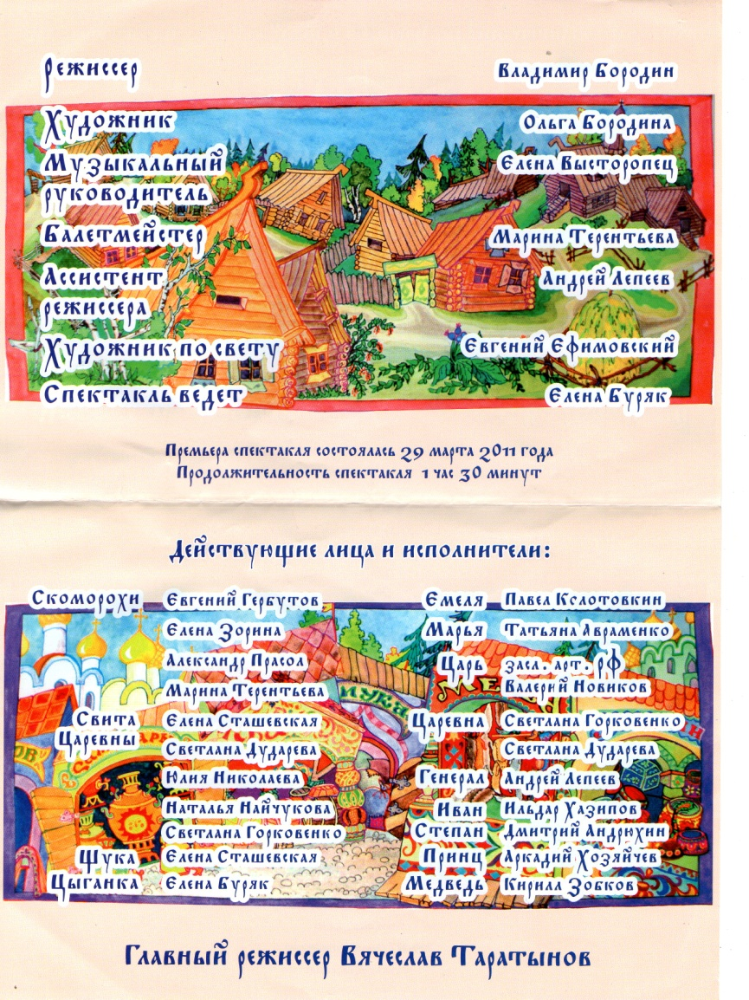 Режиссер Владимир Бородин
Художник Ольга Бородина
Музыкальный Елена Высторопец
руководитель
Балетмейстер Марина Терентьева
Ассистент Андрей Лепеев
режиссера
Художник по свету Евгений Ефимовский
Спектакль ведет Елена Буряк
Премьера спектакля состоялась 29 марта 2011 года
Продолжительность спектакля 1 час 30 минут
Действующие лица и исполнители:
Скоморохи Евгений Гербутов
Елена Зорина
Александр Прасол
Марина Терентьева
Свита Елена Сташевская
Царевны
Светлана Дударева
Юлия Николаева
Наталья Найчукова
Светлана Горковенко
Щука Елена Сташевская
Цыганка Елена Буряк
Емеля Павел Колотовкин
Марья Татьяна Авраменко
Царь засл. арт. РФ
Валерий Новиков
Царевна Светлана Горковенко
Светлана Дударева
Генерал Андрей Лепеев
Иван Ильдар Хазипов
Степан Дмитрий Андрюхин
Принц Аркадий Хозяйчев
Медведь Кирилл Зобков
МУКА
Главный режиссер Вячеслав Таратынов